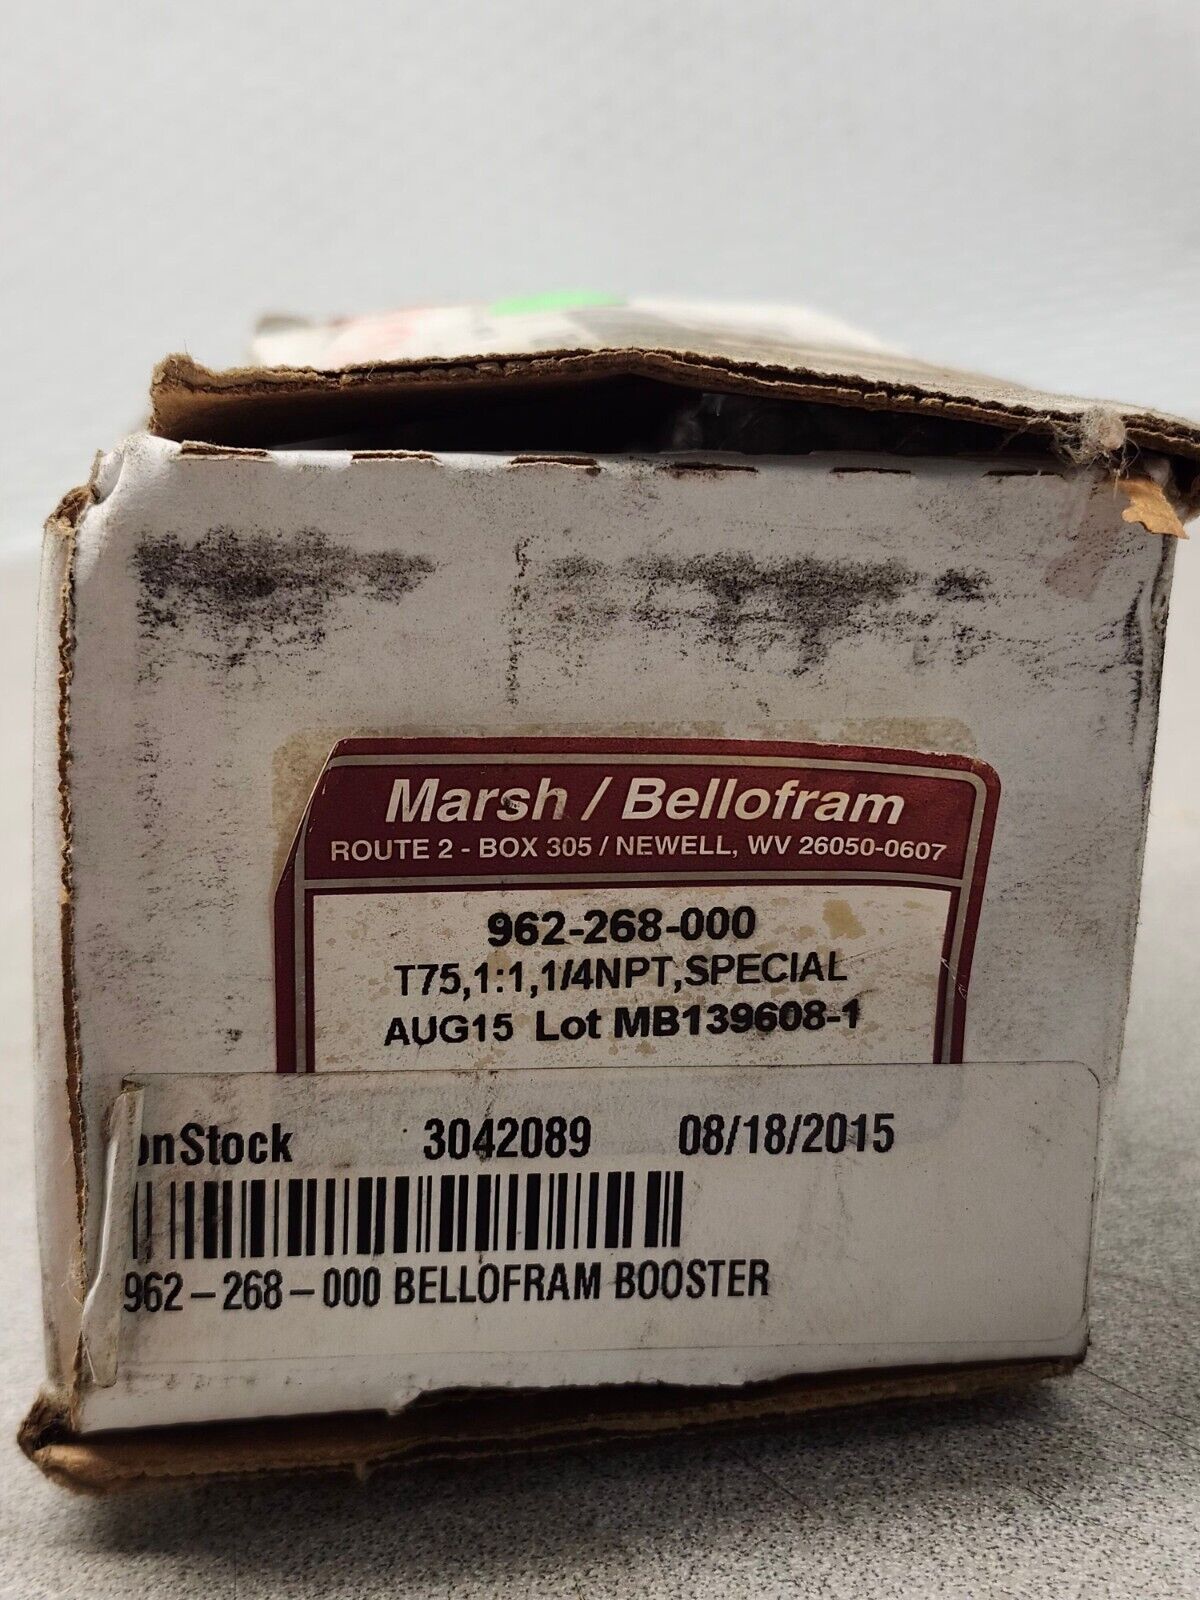 Marsh / Bellofram
ROUTE 2 - BOX 305 / NEWELL, WV 26050-0607
962-268-000
T75,1:1,1/4NPT,SPECIAL
AUG15 Lot MB139608-1
onStock 3042089 08/18/2015
962-268-000 BELLOFRAM BOOSTER